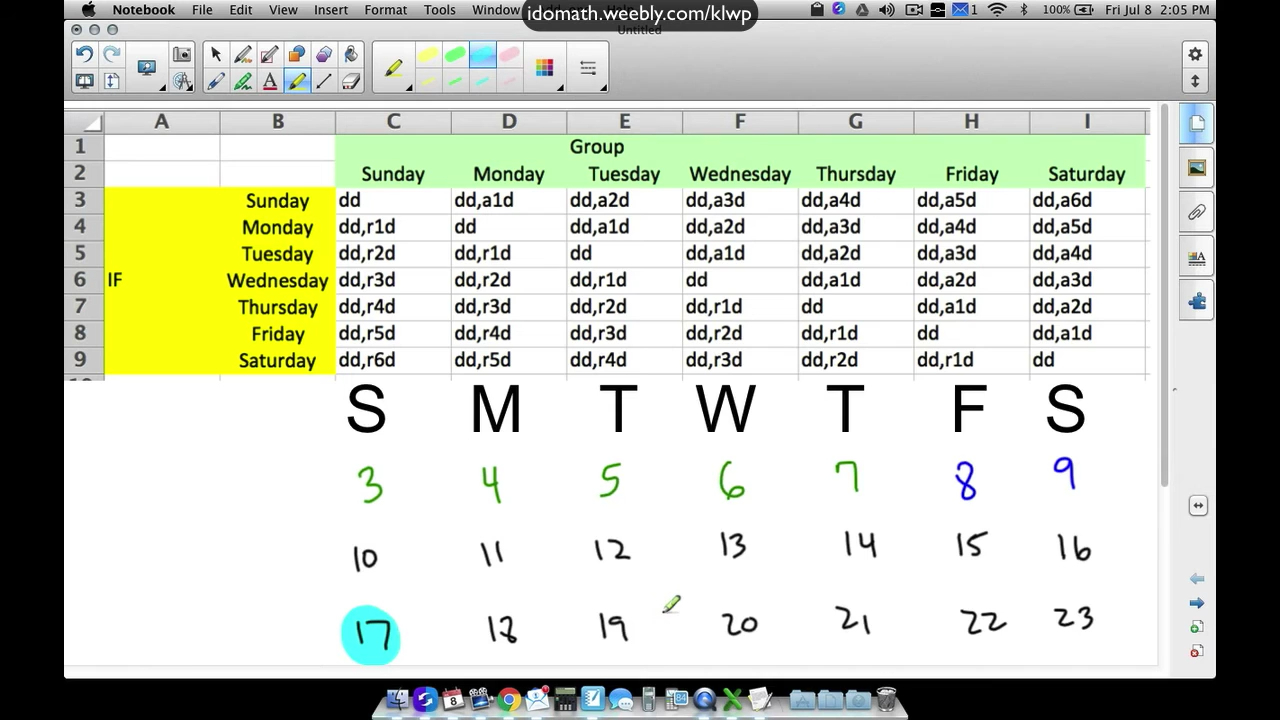 idomath.weebly.com/klwp
Notebook File Edit View Insert Format Tools Window 1 100% Fri Jul 8 2:05 PM
Untitled
A B C D E F G H I
1 Group
2 Sunday Monday Tuesday Wednesday Thursday Friday Saturday
3 Sunday dd dd,a1d dd,a2d dd,a3d dd,a4d dd,a5d dd,a6d
4 Monday dd,r1d dd dd,a1d dd,a2d dd,a3d dd,a4d dd,a5d
5 Tuesday dd,r2d dd,r1d dd dd,a1d dd,a2d dd,a3d dd,a4d
6 IF Wednesday dd,r3d dd,r2d dd,r1d dd dd,a1d dd,a2d dd,a3d
7 Thursday dd,r4d dd,r3d dd,r2d dd,r1d dd dd,a1d dd,a2d
8 Friday dd,r5d dd,r4d dd,r3d dd,r2d dd,r1d dd dd,a1d
9 Saturday dd,r6d dd,r5d dd,r4d dd,r3d dd,r2d dd,r1d dd
S M T W T F S
3 4 5 6 7 8 9
10 11 12 13 14 15 16
17 18 19 20 21 22 23
8